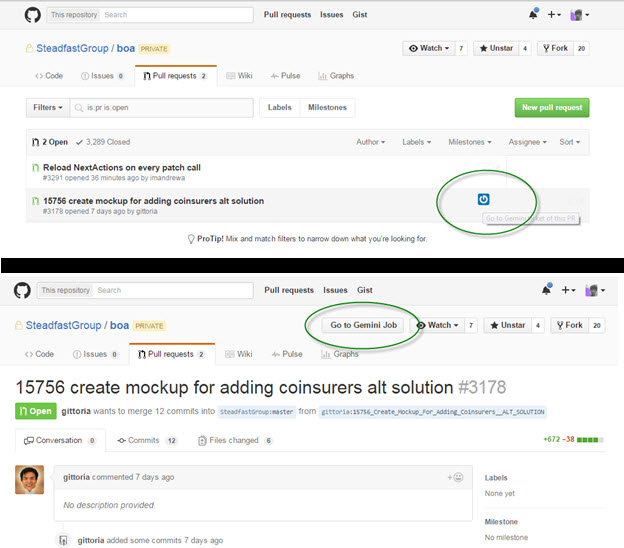 This repository Search Pull requests Issues Gist
SteadfastGroup / boa PRIVATE Watch 7 Unstar 4 Fork 20
Code Issues 0 Pull requests 2 Wiki Pulse Graphs
Filters is:pr is:open Labels Milestones New pull request
2 Open 3,289 Closed Author Labels Milestones Assignee Sort
Reload NextActions on every patch call
#3291 opened 36 minutes ago by imandrewa
15756 create mockup for adding coinsurers alt solution
#3178 opened 7 days ago by gittoria
Go to Gemini ticket of this PR
ProTip! Mix and match filters to narrow down what you're looking for.
This repository Search Pull requests Issues Gist
SteadfastGroup / boa PRIVATE Go to Gemini Job Watch 7 Unstar 4 Fork 20
Code Issues 0 Pull requests 2 Wiki Pulse Graphs
15756 create mockup for adding coinsurers alt solution #3178
Open gittoria wants to merge 12 commits into SteadfastGroup:master from gittoria:15756_Create_Mockup_For_Adding_Coinsurers__ALT_SOLUTION
Conversation 0 Commits 12 Files changed 6 +672 −38
gittoria commented 7 days ago
Labels
No description provided.
None yet
Milestone
gittoria added some commits 7 days ago
No milestone